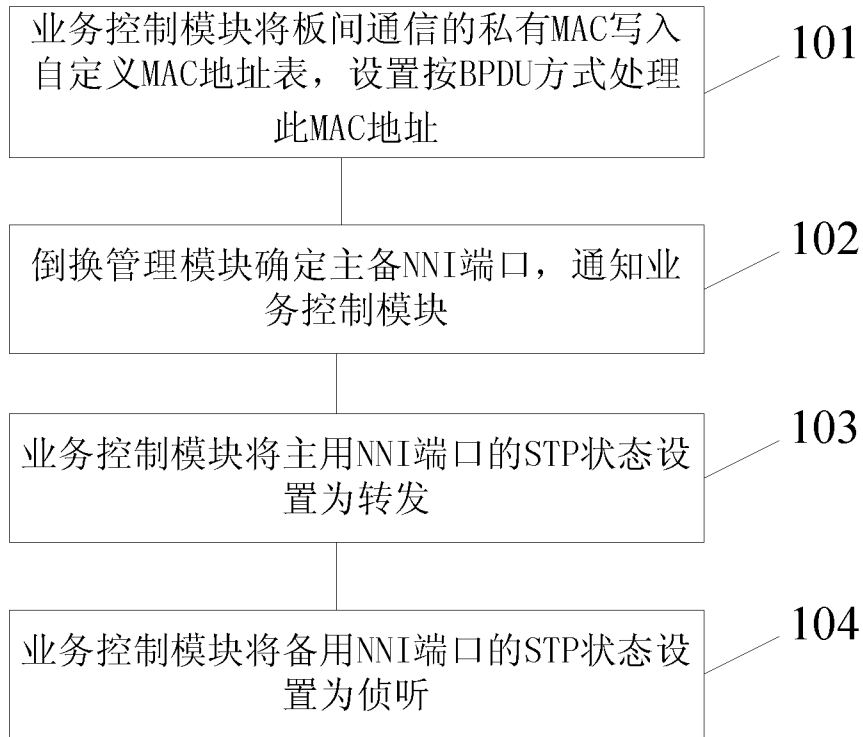 业务控制模块将板间通信的私有MAC写入
自定义MAC地址表，设置按BPDU方式处理
此MAC地址
101
倒换管理模块确定主备NNI端口，通知业
务控制模块
102
业务控制模块将主用NNI端口的STP状态设
置为转发
103
业务控制模块将备用NNI端口的STP状态设
置为侦听
104